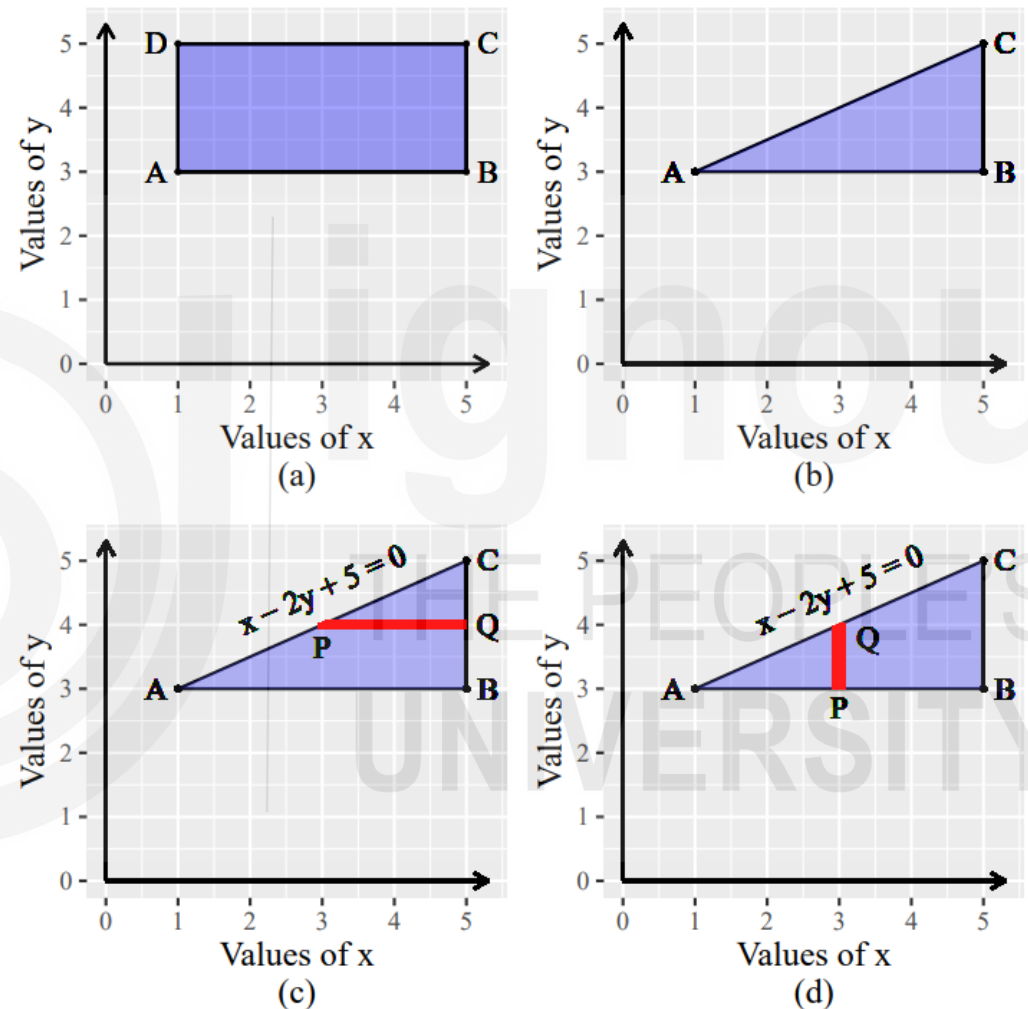 Values of y
5
4
3
2
1
0
D
C
A
B
0 1 2 3 4 5
Values of x
(a)
Values of y
5
4
3
2
1
0
C
A
B
0 1 2 3 4 5
Values of x
(b)
Values of y
5
4
3
2
1
0
x − 2y + 5 = 0
C
P
Q
A
B
0 1 2 3 4 5
Values of x
(c)
Values of y
5
4
3
2
1
0
x − 2y + 5 = 0
C
Q
A
B
P
0 1 2 3 4 5
Values of x
(d)
ignou
THE PEOPLE'S
UNIVERSITY